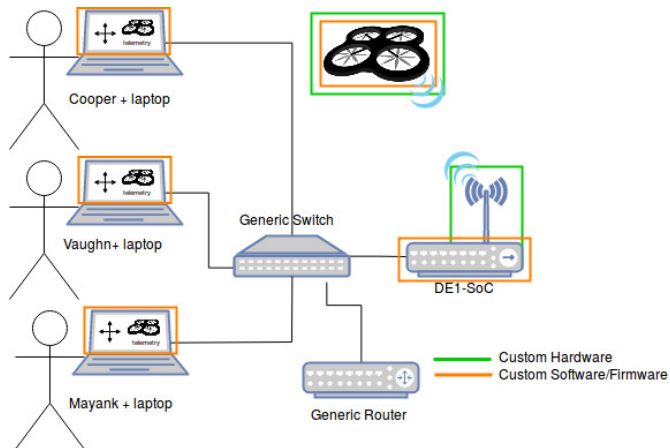 telemetry
Cooper + laptop
telemetry
Vaughn+ laptop
Generic Switch
DE1-SoC
telemetry
Mayank + laptop
Generic Router
Custom Hardware
Custom Software/Firmware